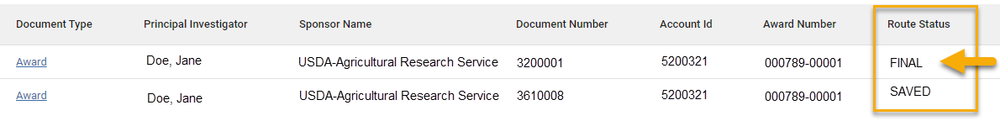 Document Type Principal Investigator Sponsor Name Document Number Account Id Award Number Route Status
Award Doe, Jane USDA-Agricultural Research Service 3200001 5200321 000789-00001 FINAL
Award Doe, Jane USDA-Agricultural Research Service 3610008 5200321 000789-00001 SAVED